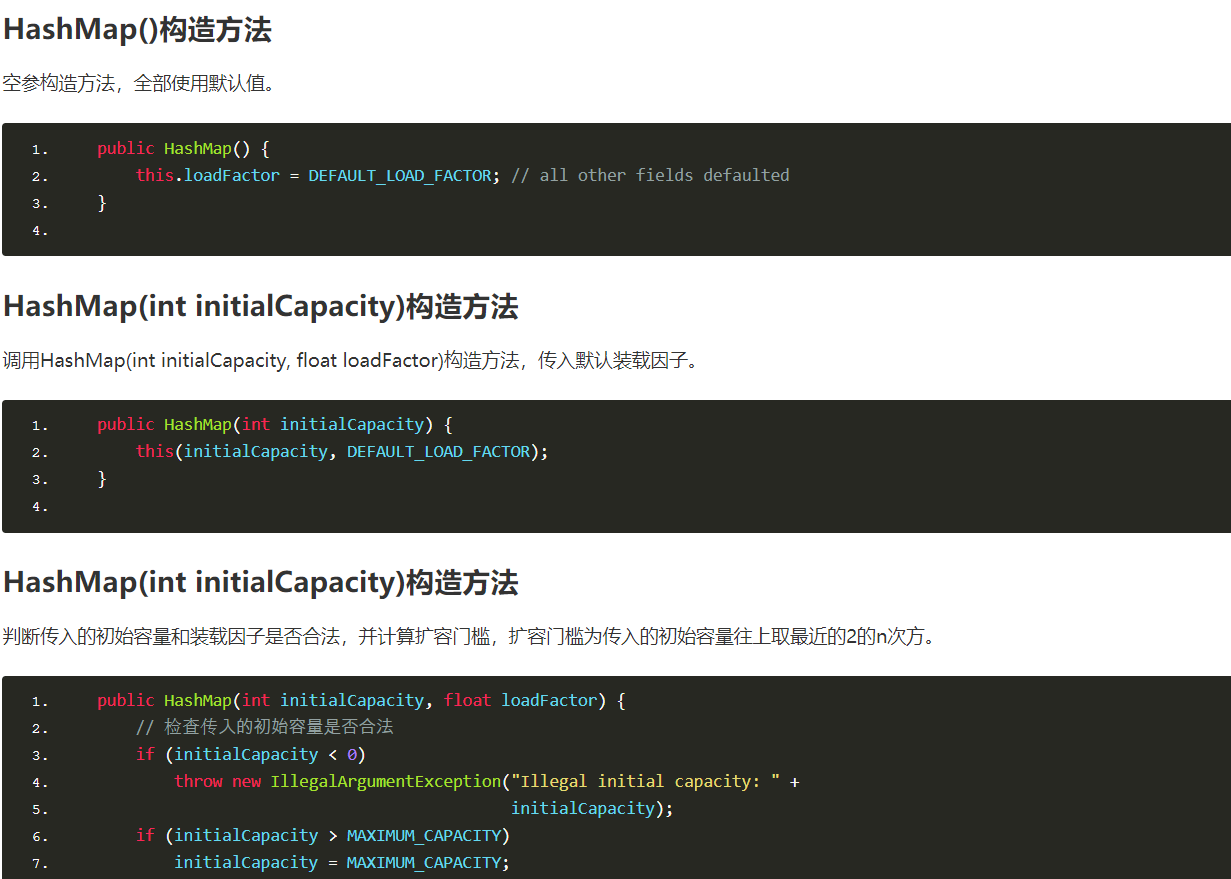 HashMap()构造方法
空参构造方法，全部使用默认值。
1. public HashMap() {
2. this.loadFactor = DEFAULT_LOAD_FACTOR; // all other fields defaulted
3. }
4.
HashMap(int initialCapacity)构造方法
调用HashMap(int initialCapacity, float loadFactor)构造方法，传入默认装载因子。
1. public HashMap(int initialCapacity) {
2. this(initialCapacity, DEFAULT_LOAD_FACTOR);
3. }
4.
HashMap(int initialCapacity)构造方法
判断传入的初始容量和装载因子是否合法，并计算扩容门槛，扩容门槛为传入的初始容量往上取最近的2的n次方。
1. public HashMap(int initialCapacity, float loadFactor) {
2. // 检查传入的初始容量是否合法
3. if (initialCapacity < 0)
4. throw new IllegalArgumentException("Illegal initial capacity: " +
5. initialCapacity);
6. if (initialCapacity > MAXIMUM_CAPACITY)
7. initialCapacity = MAXIMUM_CAPACITY;